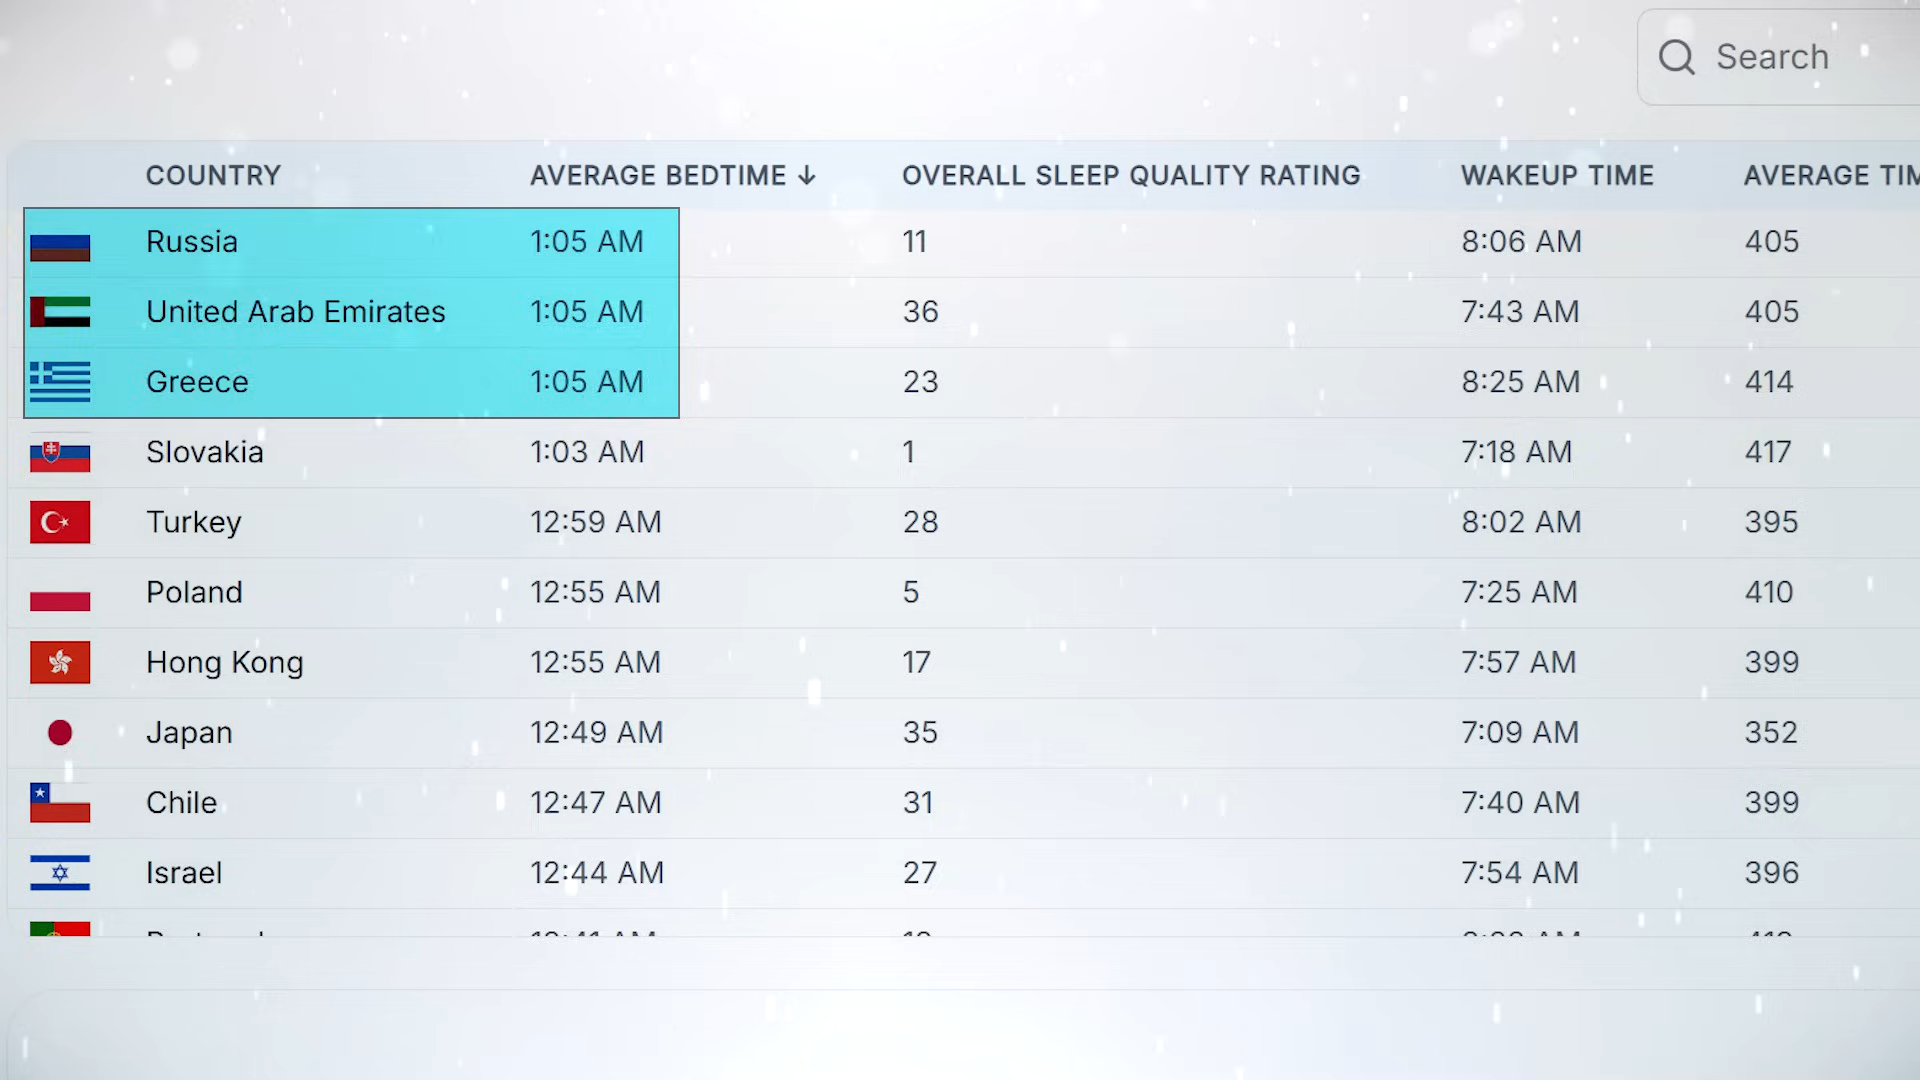 Search
COUNTRY AVERAGE BEDTIME ↓ OVERALL SLEEP QUALITY RATING WAKEUP TIME AVERAGE
Russia 1:05 AM 11 8:06 AM 405
United Arab Emirates 1:05 AM 36 7:43 AM 405
Greece 1:05 AM 23 8:25 AM 414
Slovakia 1:03 AM 1 7:18 AM 417
Turkey 12:59 AM 28 8:02 AM 395
Poland 12:55 AM 5 7:25 AM 410
Hong Kong 12:55 AM 17 7:57 AM 399
Japan 12:49 AM 35 7:09 AM 352
Chile 12:47 AM 31 7:40 AM 399
Israel 12:44 AM 27 7:54 AM 396